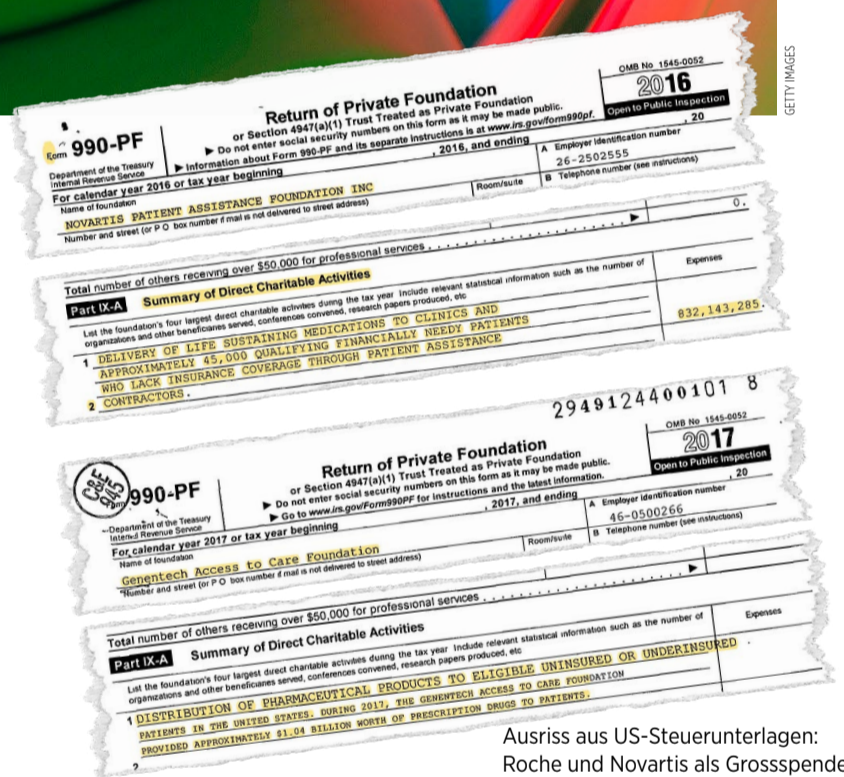 GETTY IMAGES
Form 990-PF
Department of the Treasury
Internal Revenue Service
Return of Private Foundation
or Section 4947(a)(1) Trust Treated as Private Foundation
▶ Do not enter social security numbers on this form as it may be made public.
▶ Information about Form 990-PF and its separate instructions is at www.irs.gov/form990pf.
OMB No 1545-0052
2016
Open to Public Inspection
For calendar year 2016 or tax year beginning , 2016, and ending , 20
Name of foundation
NOVARTIS PATIENT ASSISTANCE FOUNDATION INC
A Employer identification number
26-2502555
Number and street (or P O box number if mail is not delivered to street address)
Room/suite
B Telephone number (see instructions)
Total number of others receiving over $50,000 for professional services ▶ 0.
Part IX-A Summary of Direct Charitable Activities
List the foundation's four largest direct charitable activities during the tax year Include relevant statistical information such as the number of
organizations and other beneficiaries served, conferences convened, research papers produced, etc
Expenses
1 DELIVERY OF LIFE SUSTAINING MEDICATIONS TO CLINICS AND
APPROXIMATELY 45,000 QUALIFYING FINANCIALLY NEEDY PATIENTS
WHO LACK INSURANCE COVERAGE THROUGH PATIENT ASSISTANCE
832,143,285.
2 CONTRACTORS.
2949124400101 8
990-PF
Department of the Treasury
Internal Revenue Service
Return of Private Foundation
or Section 4947(a)(1) Trust Treated as Private Foundation
▶ Do not enter social security numbers on this form as it may be made public.
▶ Go to www.irs.gov/Form990PF for instructions and the latest information.
OMB No 1545-0052
2017
Open to Public Inspection
For calendar year 2017 or tax year beginning , 2017, and ending , 20
Name of foundation
Genentech Access to Care Foundation
A Employer identification number
46-0500266
Number and street (or P O box number if mail is not delivered to street address)
Room/suite
B Telephone number (see instructions)
Total number of others receiving over $50,000 for professional services ▶
Part IX-A Summary of Direct Charitable Activities
List the foundation's four largest direct charitable activities during the tax year Include relevant statistical information such as the number of
organizations and other beneficiaries served, conferences convened, research papers produced, etc
Expenses
1 DISTRIBUTION OF PHARMACEUTICAL PRODUCTS TO ELIGIBLE UNINSURED OR UNDERINSURED
PATIENTS IN THE UNITED STATES. DURING 2017, THE GENENTECH ACCESS TO CARE FOUNDATION
PROVIDED APPROXIMATELY $1.04 BILLION WORTH OF PRESCRIPTION DRUGS TO PATIENTS.
2
Ausriss aus US-Steuerunterlagen:
Roche und Novartis als Grossspende